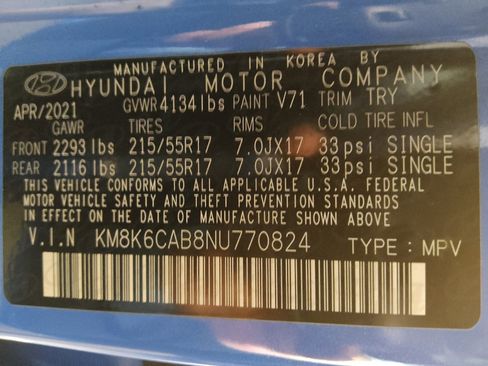 MANUFACTURED IN KOREA BY
HYUNDAI MOTOR COMPANY
APR/2021 GVWR 4134 lbs PAINT V71 TRIM TRY
GAWR TIRES RIMS COLD TIRE INFL
FRONT 2293 lbs 215/55R17 7.0JX17 33psi SINGLE
REAR 2116 lbs 215/55R17 7.0JX17 33psi SINGLE
THIS VEHICLE CONFORMS TO ALL APPLICABLE U.S.A. FEDERAL
MOTOR VEHICLE SAFETY AND THEFT PREVENTION STANDARDS
IN EFFECT ON THE DATE OF MANUFACTURE SHOWN ABOVE.
V.I.N KM8K6CAB8NU770824 TYPE : MPV